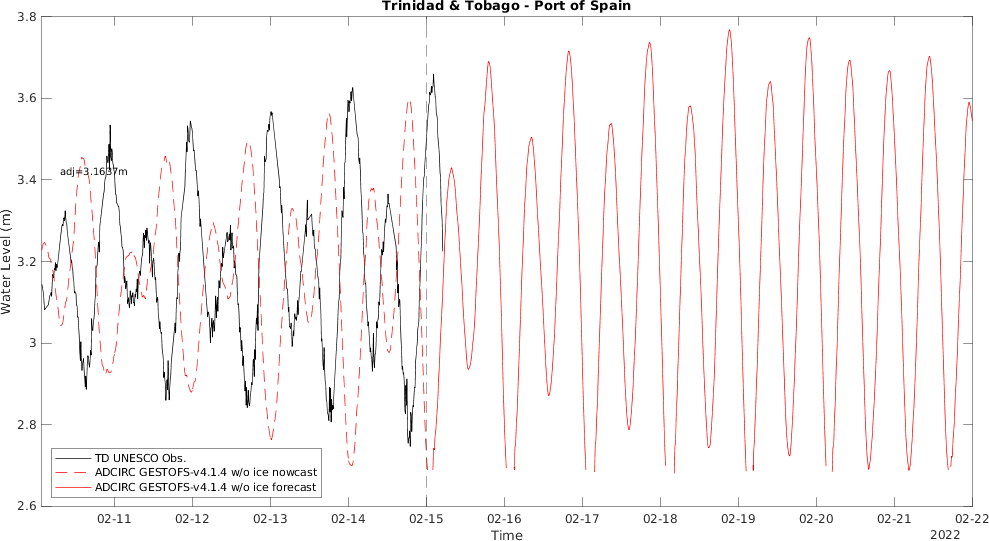 Trinidad & Tobago - Port of Spain
3.8
3.6
3.4
3.2
3
2.8
2.6
Water Level (m)
adj=3.1637m
TD UNESCO Obs.
ADCIRC GESTOFS-v4.1.4 w/o ice nowcast
ADCIRC GESTOFS-v4.1.4 w/o ice forecast
02-11 02-12 02-13 02-14 02-15 02-16 02-17 02-18 02-19 02-20 02-21 02-22
Time
2022